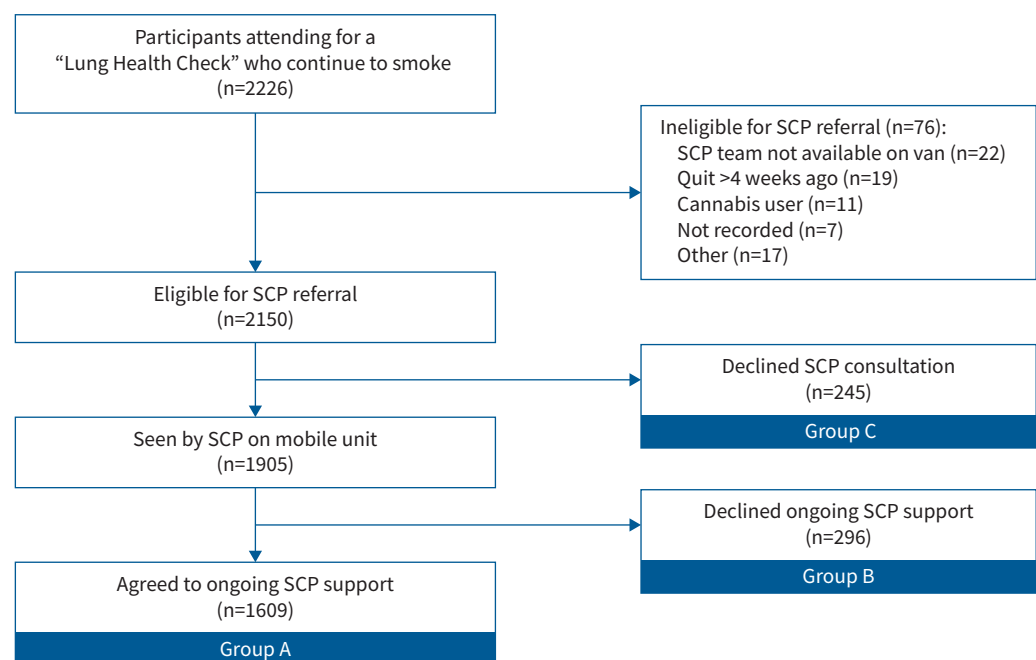 Participants attending for a
“Lung Health Check” who continue to smoke
(n=2226)
Ineligible for SCP referral (n=76):
SCP team not available on van (n=22)
Quit >4 weeks ago (n=19)
Cannabis user (n=11)
Not recorded (n=7)
Other (n=17)
Eligible for SCP referral
(n=2150)
Declined SCP consultation
(n=245)
Group C
Seen by SCP on mobile unit
(n=1905)
Declined ongoing SCP support
(n=296)
Group B
Agreed to ongoing SCP support
(n=1609)
Group A